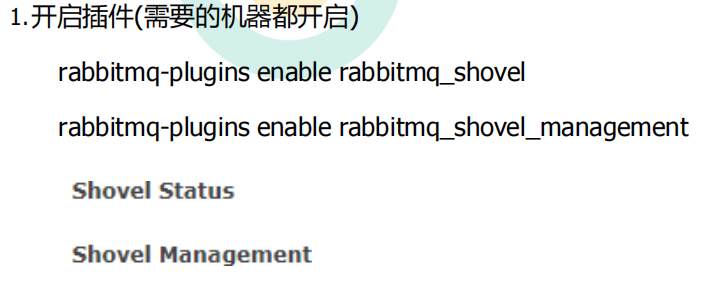 1.开启插件(需要的机器都开启)
rabbitmq-plugins enable rabbitmq_shovel
rabbitmq-plugins enable rabbitmq_shovel_management
Shovel Status
Shovel Management